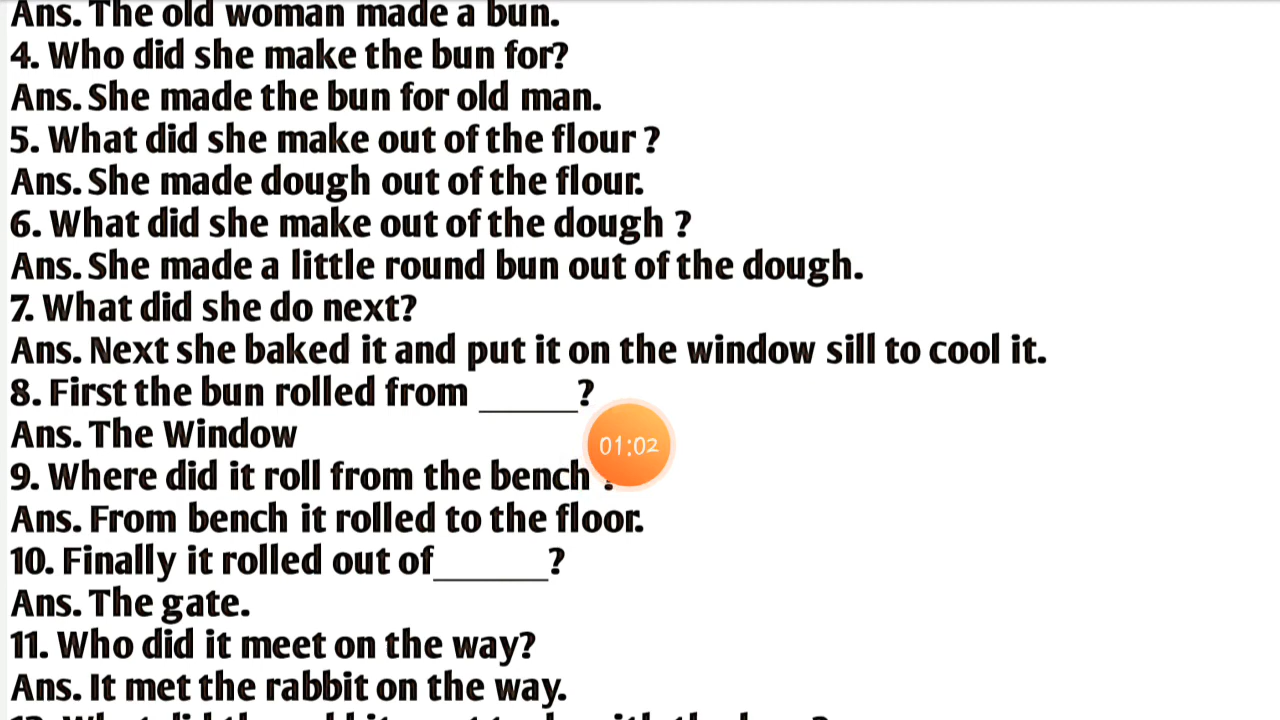 Ans. The old woman made a bun.
4. Who did she make the bun for?
Ans. She made the bun for old man.
5. What did she make out of the flour ?
Ans. She made dough out of the flour.
6. What did she make out of the dough ?
Ans. She made a little round bun out of the dough.
7. What did she do next?
Ans. Next she baked it and put it on the window sill to cool it.
8. First the bun rolled from _____?
Ans. The Window
01:02
9. Where did it roll from the bench
Ans. From bench it rolled to the floor.
10. Finally it rolled out of______?
Ans. The gate.
11. Who did it meet on the way?
Ans. It met the rabbit on the way.